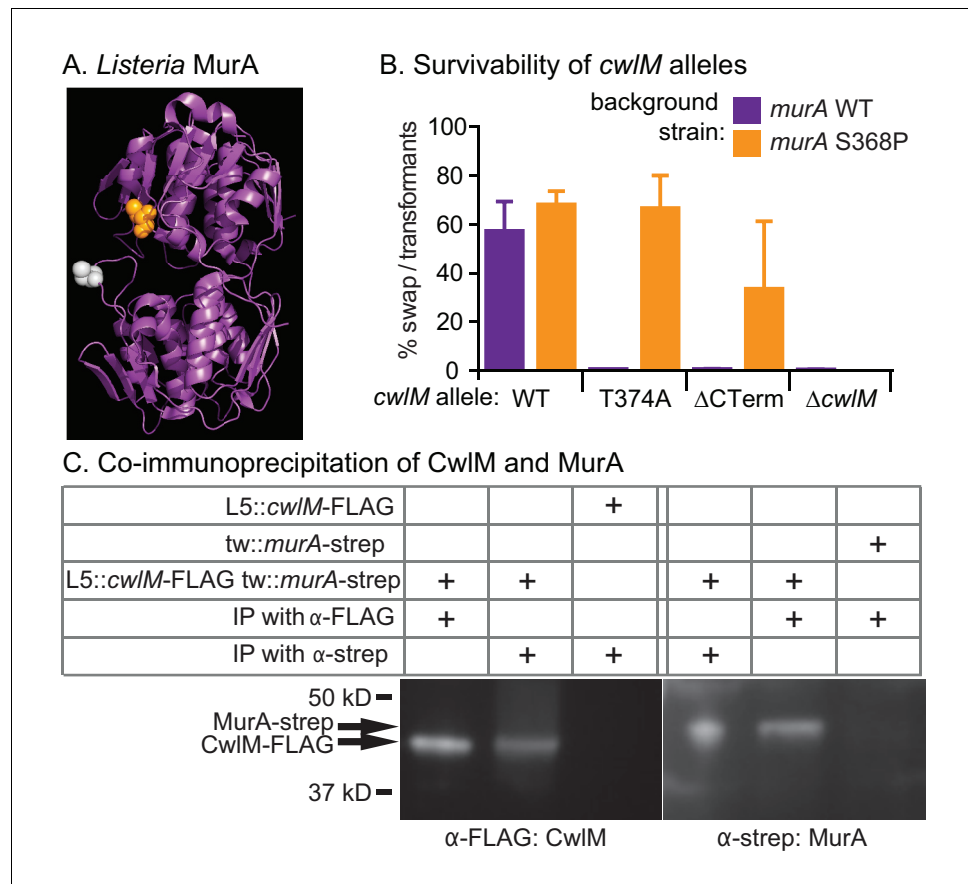 A. Listeria MurA
B. Survivability of cwlM alleles
background strain:
murA WT
murA S368P
% swap / transformants
100
80
60
40
20
0
cwlM allele: WT T374A ΔCTerm ΔcwlM
C. Co-immunoprecipitation of CwlM and MurA
L5::cwlM-FLAG +
tw::murA-strep +
L5::cwlM-FLAG tw::murA-strep + + + +
IP with α-FLAG + + +
IP with α-strep + + +
50 kD
MurA-strep
CwlM-FLAG
37 kD
α-FLAG: CwlM
α-strep: MurA